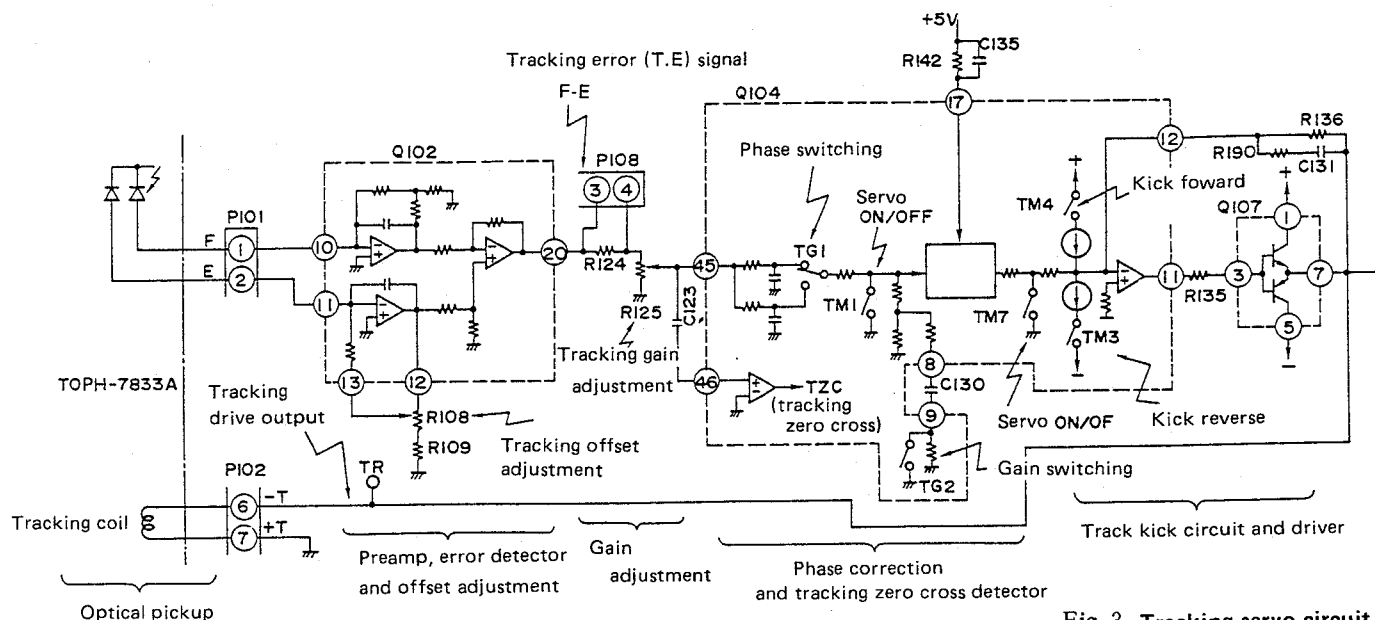 +5V
C135
R142
Tracking error (T.E) signal
F-E
Q104
17
12
R136
R190
C131
Q102
P108
3
4
Phase switching
Servo
ON/OFF
+
Kick foward
TM4
+
Q107
1
P101
F
1
10
20
R124
45
TG1
11
R135
3
7
E
2
11
R125
C123
TM1
TM7
TM3
5
−
−
13
12
Tracking gain
adjustment
46
TZC
(tracking
zero cross)
8
C130
9
TOPH-7833A
Tracking
drive output
R108
R109
Tracking offset
adjustment
Servo ON/OF
Kick reverse
Gain switching
TG2
P102
TR
6
-T
Tracking coil
7
+T
Track kick circuit and driver
Preamp, error detector
and offset adjustment
Gain
adjustment
Phase correction
and tracking zero cross detector
Optical pickup
Fig. 3 Tracking servo circuit